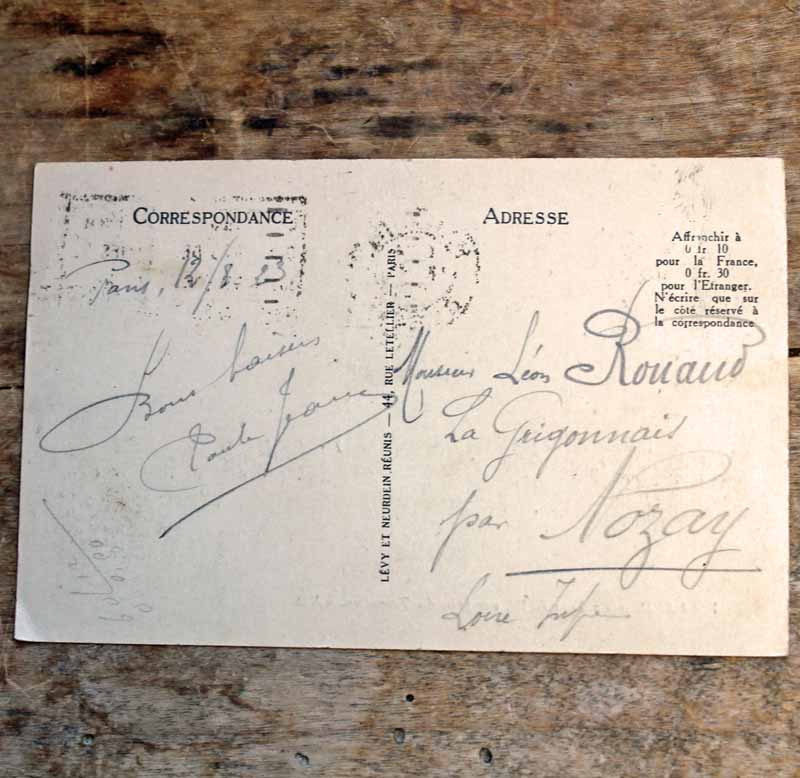 CORRESPONDANCE
Paris, 12/8 23
Bons baisers
Jeanne
LÉVY ET NEURDEIN RÉUNIS — 44, RUE LETELLIER — PARIS
ADRESSE
Affranchir à
0 fr 10
pour la France,
0 fr. 30
pour l'Etranger.
N'écrire que sur
le côté réservé à
la correspondance
Monsieur Léon Rouaud
La Grigonnais
par Nozay
Loire Infre